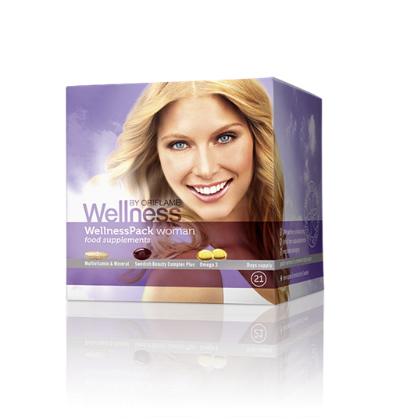 BY ORIFLAME
Wellness
WellnessPack woman
food supplements
Multivitamin & Mineral Swedish Beauty Complex Plus Omega 3 Days supply
21